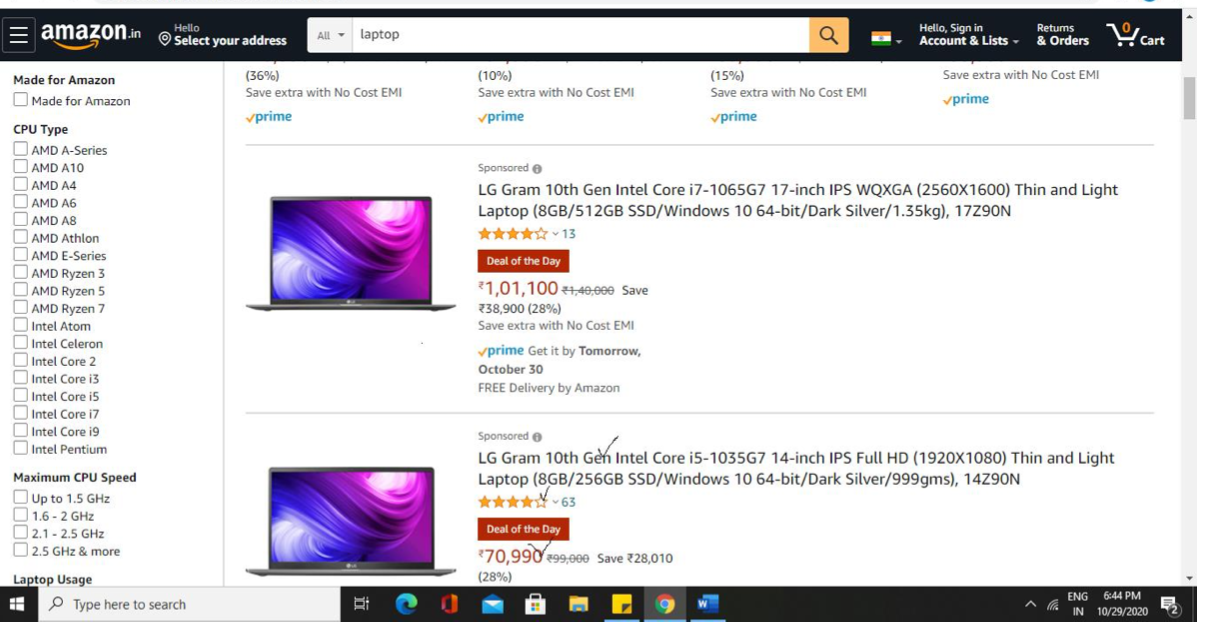 amazon.in
Hello
Select your address
All
laptop
Hello, Sign in
Account & Lists
Returns
& Orders
0
Cart
Made for Amazon
Made for Amazon
CPU Type
AMD A-Series
AMD A10
AMD A4
AMD A6
AMD A8
AMD Athlon
AMD E-Series
AMD Ryzen 3
AMD Ryzen 5
AMD Ryzen 7
Intel Atom
Intel Celeron
Intel Core 2
Intel Core i3
Intel Core i5
Intel Core i7
Intel Core i9
Intel Pentium
Maximum CPU Speed
Up to 1.5 GHz
1.6 - 2 GHz
2.1 - 2.5 GHz
2.5 GHz & more
Laptop Usage
(36%)
Save extra with No Cost EMI
prime
(10%)
Save extra with No Cost EMI
prime
(15%)
Save extra with No Cost EMI
prime
Save extra with No Cost EMI
prime
Sponsored
LG Gram 10th Gen Intel Core i7-1065G7 17-inch IPS WQXGA (2560X1600) Thin and Light
Laptop (8GB/512GB SSD/Windows 10 64-bit/Dark Silver/1.35kg), 17Z90N
13
Deal of the Day
₹1,01,100 ₹1,40,000 Save
₹38,900 (28%)
Save extra with No Cost EMI
prime Get it by Tomorrow,
October 30
FREE Delivery by Amazon
Sponsored
LG Gram 10th Gen Intel Core i5-1035G7 14-inch IPS Full HD (1920X1080) Thin and Light
Laptop (8GB/256GB SSD/Windows 10 64-bit/Dark Silver/999gms), 14Z90N
63
Deal of the Day
₹70,990 ₹99,000 Save ₹28,010
(28%)
Type here to search
ENG
IN
6:44 PM
10/29/2020
2